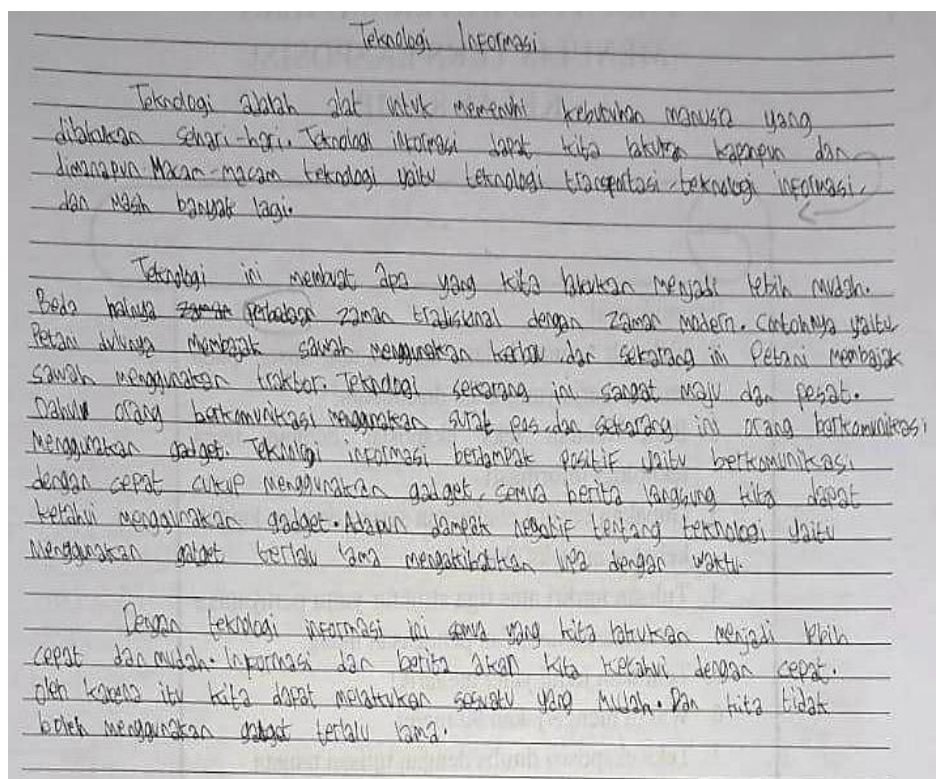 Teknologi Informasi
Teknologi adalah alat untuk memenuhi kebutuhan manusia yang
dilakukan sehari-hari. Teknologi informasi dapat kita lakukan kapanpun dan
dimanapun. Macam-macam teknologi yaitu teknologi transportasi, teknologi informasi,
dan masih banyak lagi.
Teknologi ini membuat apa yang kita lakukan menjadi lebih mudah.
Beda halnya zaman perbedaan zaman tradisional dengan zaman modern. Contohnya yaitu
Petani dulunya membajak sawah menggunakan kerbau dan sekarang ini Petani membajak
sawah menggunakan traktor. Teknologi sekarang ini sangat maju dan pesat.
Dahulu orang berkomunikasi menggunakan surat pos dan sekarang ini orang berkomunikasi
menggunakan gadget. Teknologi informasi berdampak positif yaitu berkomunikasi
dengan cepat cukup menggunakan gadget, semua berita langsung kita dapat
ketahui menggunakan gadget. Adapun dampak negatif tentang teknologi yaitu
Menggunakan gadget terlalu lama mengakibatkan lupa dengan waktu.
Dengan teknologi informasi ini semua yang kita lakukan menjadi lebih
cepat dan mudah. Informasi dan berita akan kita ketahui dengan cepat.
oleh karena itu kita dapat melakukan sesuatu yang mudah. Dan kita tidak
boleh menggunakan gadget terlalu lama.